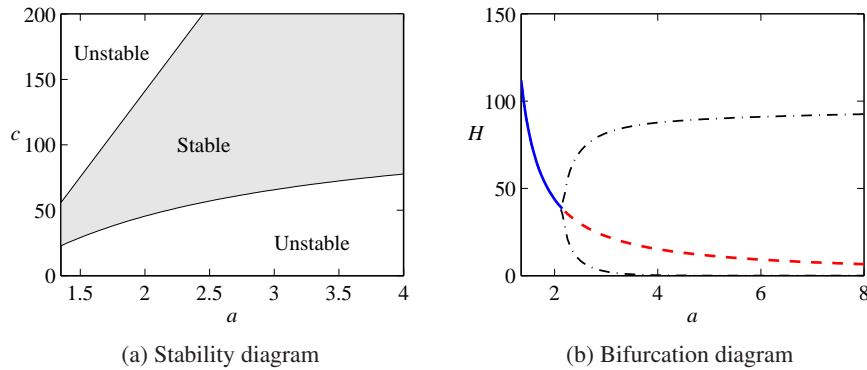 200
150
c
100
50
0
Unstable
Stable
Unstable
1.5
2
2.5
3
3.5
4
a
(a) Stability diagram
150
100
H
50
0
2
4
6
8
a
(b) Bifurcation diagram